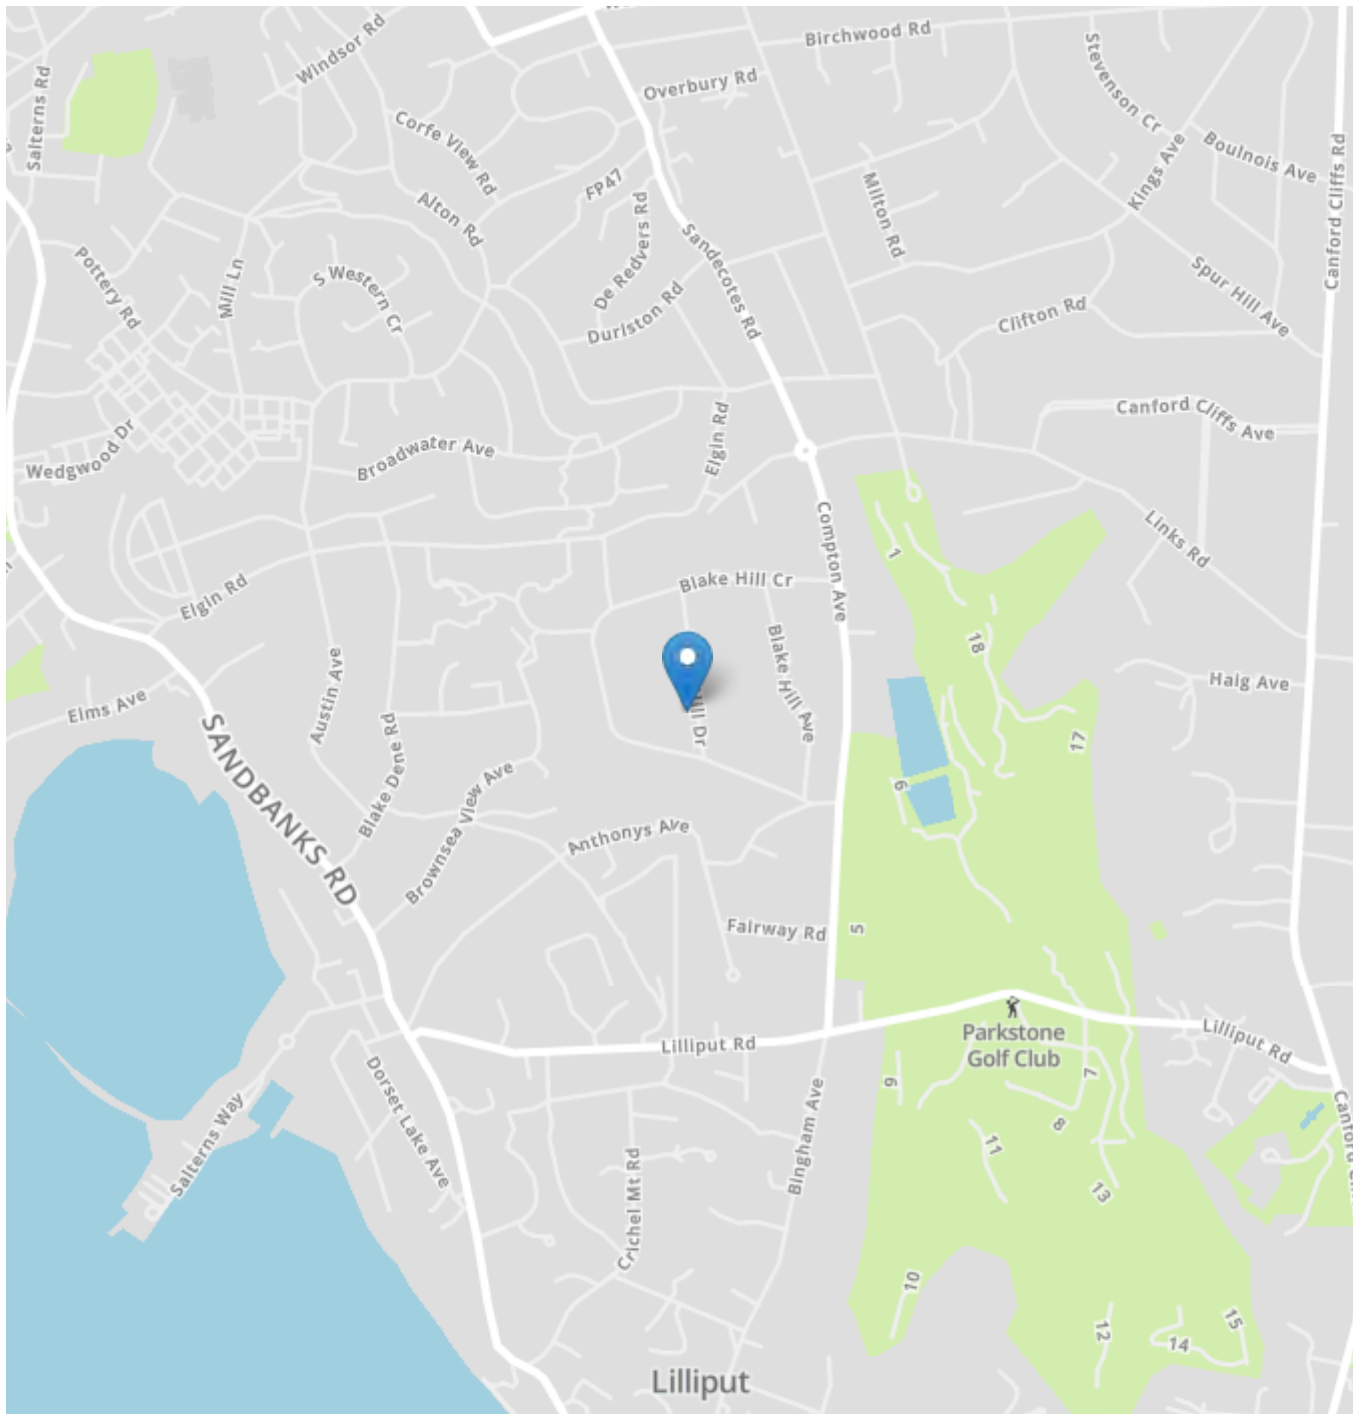 Windsor Rd
Birchwood Rd
Stevenson Cr
Salterns Rd
Overbury Rd
Corfe View Rd
Boulnois Ave
Kings Ave
Canford Cliffs Rd
FP47
Alton Rd
De Redvers Rd
Milton Rd
Sandecotes Rd
Pottery Rd
Mill Ln
S Western Cr
Durlston Rd
Spur Hill Ave
Clifton Rd
Canford Cliffs Ave
Elgin Rd
Broadwater Ave
Wedgwood Dr
Compton Ave
1
Links Rd
Elgin Rd
Blake Hill Cr
18
Austin Ave
Blake Hill Ave
Haig Ave
Elms Ave
Hill Dr
17
SANDBANKS RD
Blake Dene Rd
Brownsea View Ave
6
Anthonys Ave
Fairway Rd
5
Parkstone
Golf Club
Lilliput Rd
Lilliput Rd
Dorset Lake Ave
9
7
8
Salterns Way
Bingham Ave
11
Crichel Mt Rd
13
Canford
10
12
14
15
Lilliput